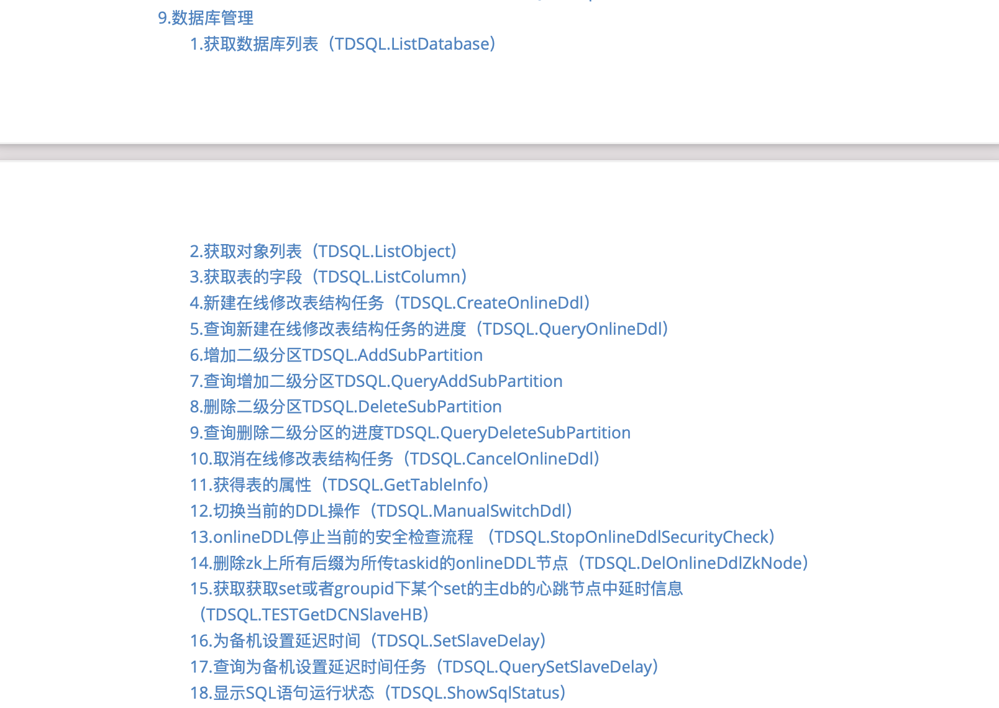 9.数据库管理
1.获取数据库列表（TDSQL.ListDatabase）
2.获取对象列表（TDSQL.ListObject）
3.获取表的字段（TDSQL.ListColumn）
4.新建在线修改表结构任务（TDSQL.CreateOnlineDdl）
5.查询新建在线修改表结构任务的进度（TDSQL.QueryOnlineDdl）
6.增加二级分区TDSQL.AddSubPartition
7.查询增加二级分区TDSQL.QueryAddSubPartition
8.删除二级分区TDSQL.DeleteSubPartition
9.查询删除二级分区的进度TDSQL.QueryDeleteSubPartition
10.取消在线修改表结构任务（TDSQL.CancelOnlineDdl）
11.获得表的属性（TDSQL.GetTableInfo）
12.切换当前的DDL操作（TDSQL.ManualSwitchDdl）
13.onlineDDL停止当前的安全检查流程 （TDSQL.StopOnlineDdlSecurityCheck）
14.删除zk上所有后缀为所传taskid的onlineDDL节点（TDSQL.DelOnlineDdlZkNode）
15.获取获取set或者groupid下某个set的主db的心跳节点中延时信息
（TDSQL.TESTGetDCNSlaveHB）
16.为备机设置延迟时间（TDSQL.SetSlaveDelay）
17.查询为备机设置延迟时间任务（TDSQL.QuerySetSlaveDelay）
18.显示SQL语句运行状态（TDSQL.ShowSqlStatus）